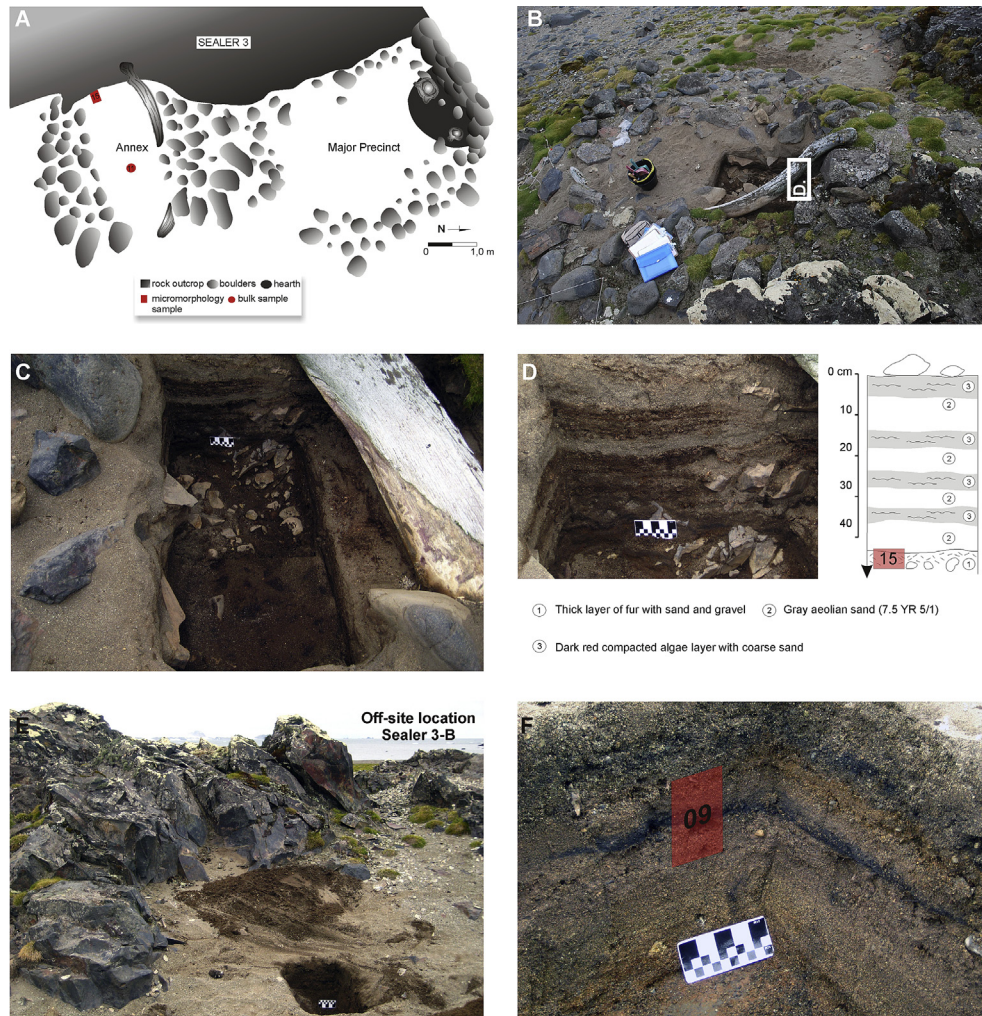 A
SEALER 3
15
Annex
15
Major Precinct
N
0 1,0 m
rock outcrop boulders hearth
micromorphology sample bulk sample
B
D.
C
D
0 cm
10
20
30
40
3
2
3
2
3
2
3
2
15
1
1 Thick layer of fur with sand and gravel 2 Gray aeolian sand (7.5 YR 5/1)
3 Dark red compacted algae layer with coarse sand
E
Off-site location
Sealer 3-B
F
09